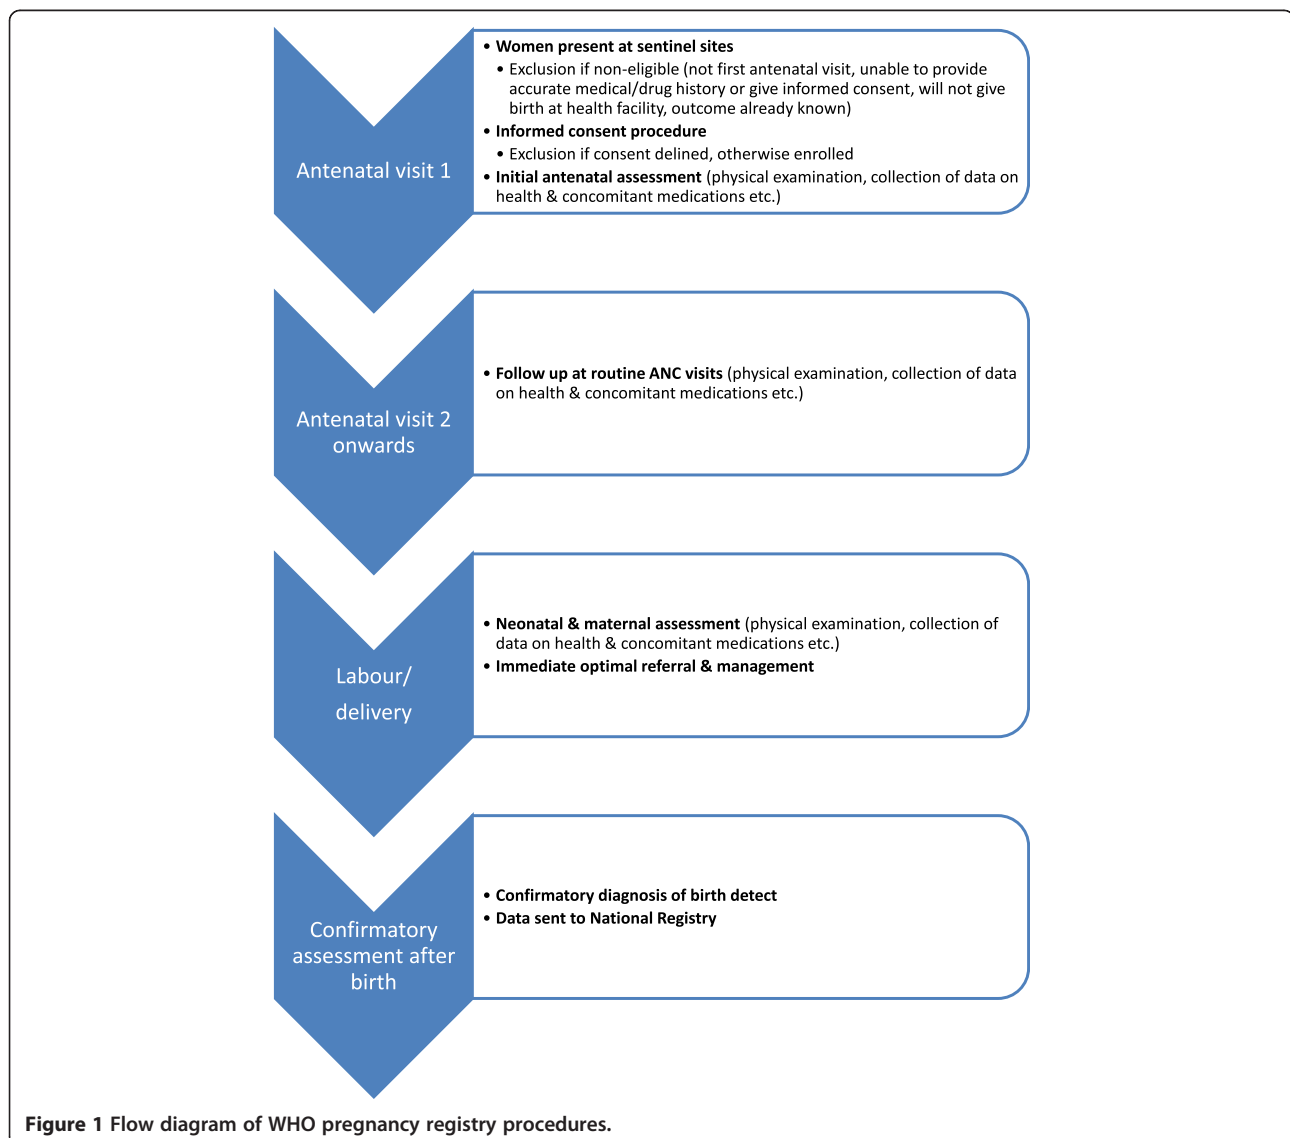 Antenatal visit 1
• Women present at sentinel sites
• Exclusion if non-eligible (not first antenatal visit, unable to provide
accurate medical/drug history or give informed consent, will not give
birth at health facility, outcome already known)
• Informed consent procedure
• Exclusion if consent delined, otherwise enrolled
• Initial antenatal assessment (physical examination, collection of data on
health & concomitant medications etc.)
Antenatal visit 2
onwards
• Follow up at routine ANC visits (physical examination, collection of data
on health & concomitant medications etc.)
Labour/
delivery
• Neonatal & maternal assessment (physical examination, collection of
data on health & concomitant medications etc.)
• Immediate optimal referral & management
Confirmatory
assessment after
birth
• Confirmatory diagnosis of birth detect
• Data sent to National Registry
Figure 1 Flow diagram of WHO pregnancy registry procedures.